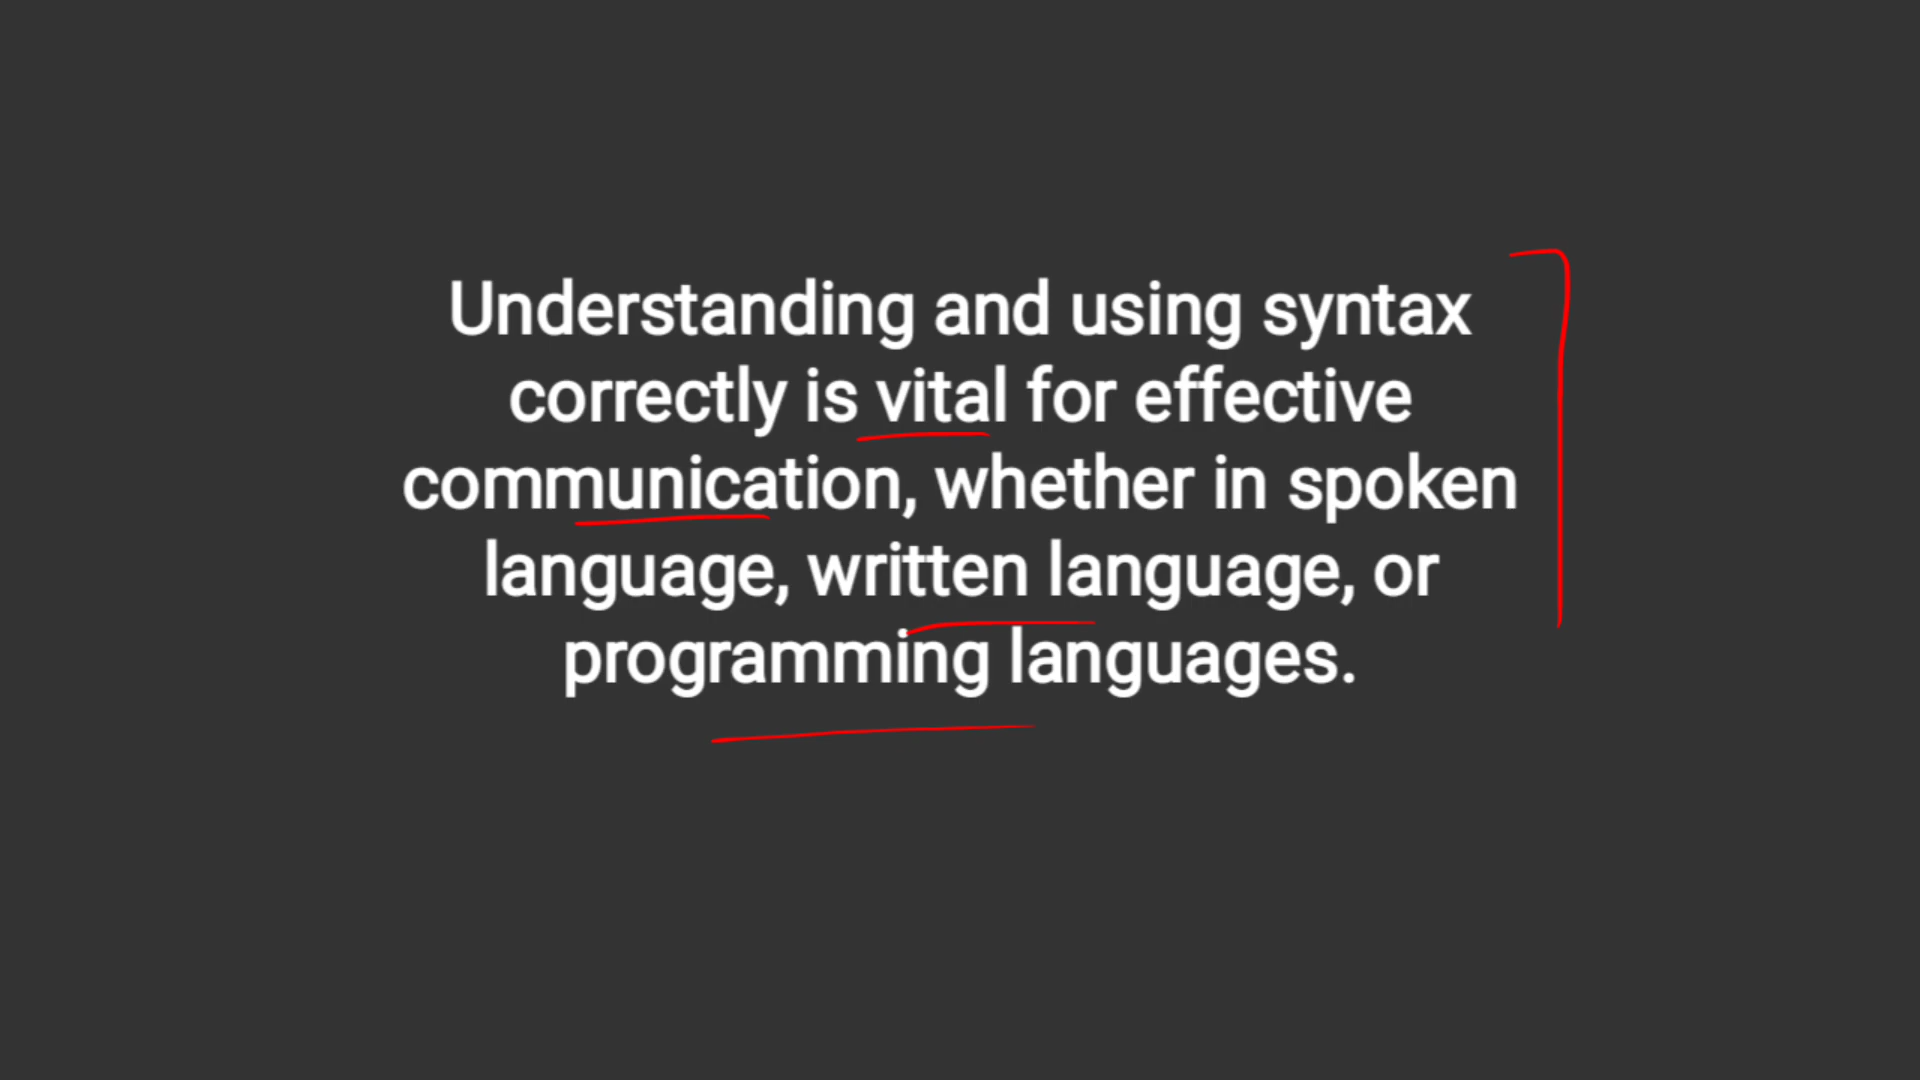 Understanding and using syntax
correctly is vital for effective
communication, whether in spoken
language, written language, or
programming languages.